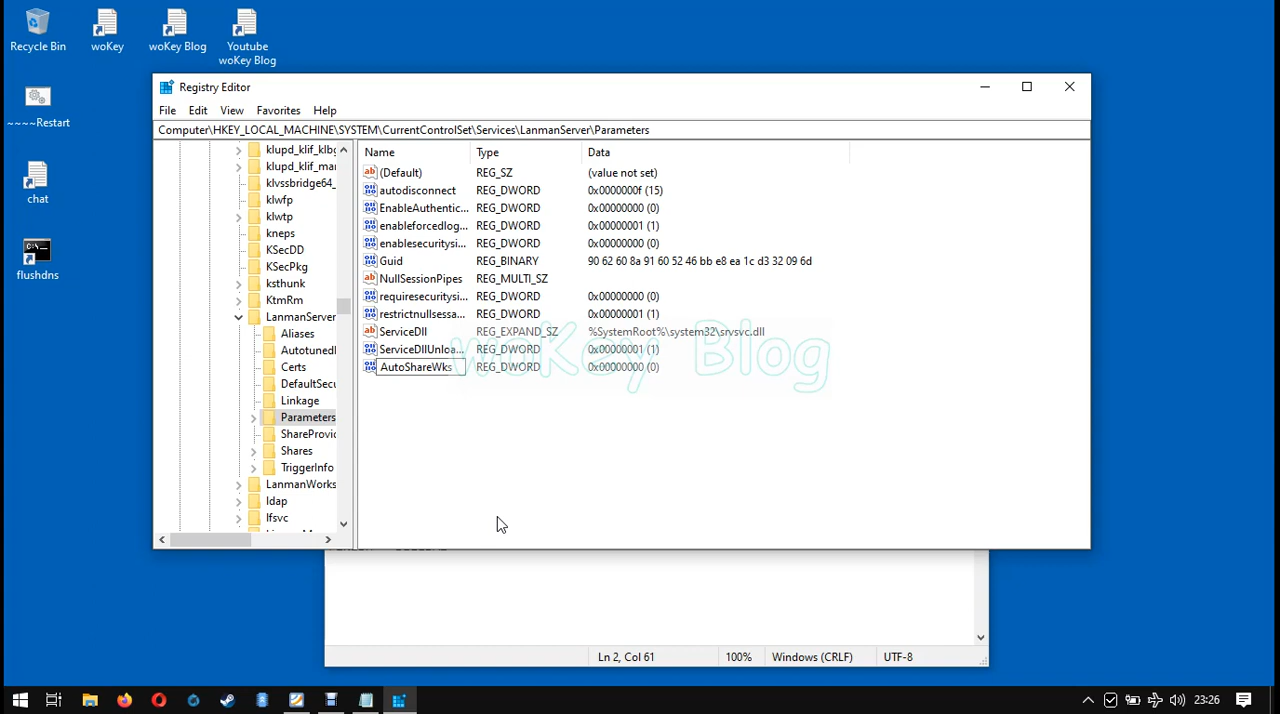 Recycle Bin
woKey
woKey Blog
Youtube
woKey Blog
~~~~Restart
chat
flushdns
Registry Editor
File Edit View Favorites Help
Computer\HKEY_LOCAL_MACHINE\SYSTEM\CurrentControlSet\Services\LanmanServer\Parameters
klupd_klif_klbg
klupd_klif_mar
klvssbridge64_
klwfp
klwtp
kneps
KSecDD
KSecPkg
ksthunk
KtmRm
LanmanServer
Aliases
Autotunedl
Certs
DefaultSecu
Linkage
Parameters
ShareProvid
Shares
TriggerInfo
LanmanWorks
ldap
lfsvc
Name Type Data
(Default) REG_SZ (value not set)
autodisconnect REG_DWORD 0x0000000f (15)
EnableAuthentic... REG_DWORD 0x00000000 (0)
enableforcedlog... REG_DWORD 0x00000001 (1)
enablesecuritysi... REG_DWORD 0x00000000 (0)
Guid REG_BINARY 90 62 60 8a 91 60 52 46 bb e8 ea 1c d3 32 09 6d
NullSessionPipes REG_MULTI_SZ
requiresecuritysi... REG_DWORD 0x00000000 (0)
restrictnullsessa... REG_DWORD 0x00000001 (1)
ServiceDll REG_EXPAND_SZ %SystemRoot%\system32\srvsvc.dll
ServiceDllUnloa... REG_DWORD 0x00000001 (1)
AutoShareWks REG_DWORD 0x00000000 (0)
woKey Blog
Ln 2, Col 61 100% Windows (CRLF) UTF-8
23:26